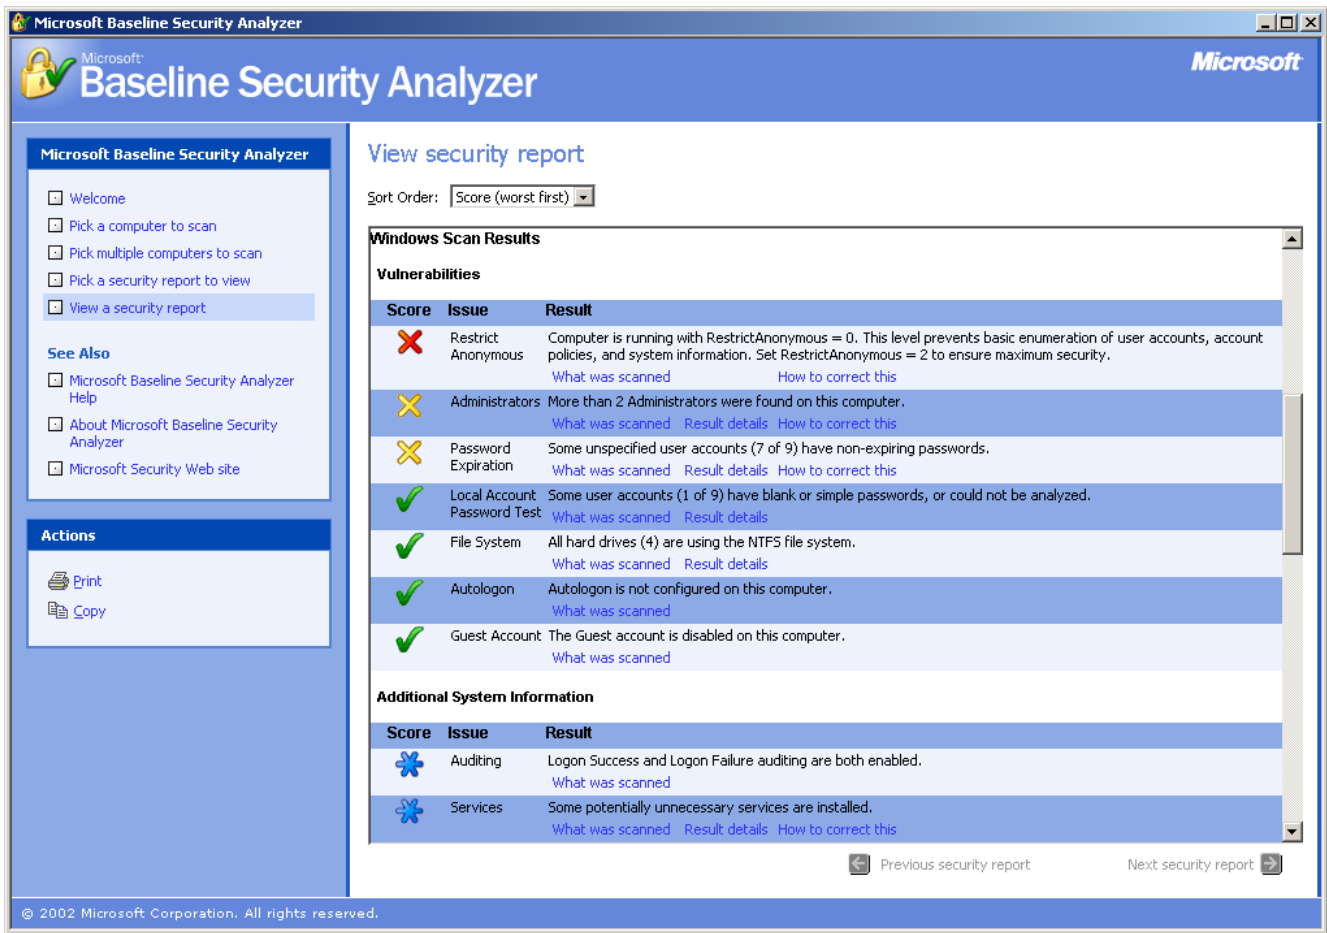 Microsoft Baseline Security Analyzer
Microsoft
Baseline Security Analyzer
Microsoft
Microsoft Baseline Security Analyzer
Welcome
Pick a computer to scan
Pick multiple computers to scan
Pick a security report to view
View a security report
See Also
Microsoft Baseline Security Analyzer
Help
About Microsoft Baseline Security
Analyzer
Microsoft Security Web site
Actions
Print
Copy
View security report
Sort Order: Score (worst first)
Windows Scan Results
Vulnerabilities
Score Issue Result
Restrict Anonymous
Computer is running with RestrictAnonymous = 0. This level prevents basic enumeration of user accounts, account
policies, and system information. Set RestrictAnonymous = 2 to ensure maximum security.
What was scanned How to correct this
Administrators More than 2 Administrators were found on this computer.
What was scanned Result details How to correct this
Password Expiration
Some unspecified user accounts (7 of 9) have non-expiring passwords.
What was scanned Result details How to correct this
Local Account Password Test
Some user accounts (1 of 9) have blank or simple passwords, or could not be analyzed.
What was scanned Result details
File System All hard drives (4) are using the NTFS file system.
What was scanned Result details
Autologon Autologon is not configured on this computer.
What was scanned
Guest Account The Guest account is disabled on this computer.
What was scanned
Additional System Information
Score Issue Result
Auditing Logon Success and Logon Failure auditing are both enabled.
What was scanned
Services Some potentially unnecessary services are installed.
What was scanned Result details How to correct this
Previous security report Next security report
© 2002 Microsoft Corporation. All rights reserved.